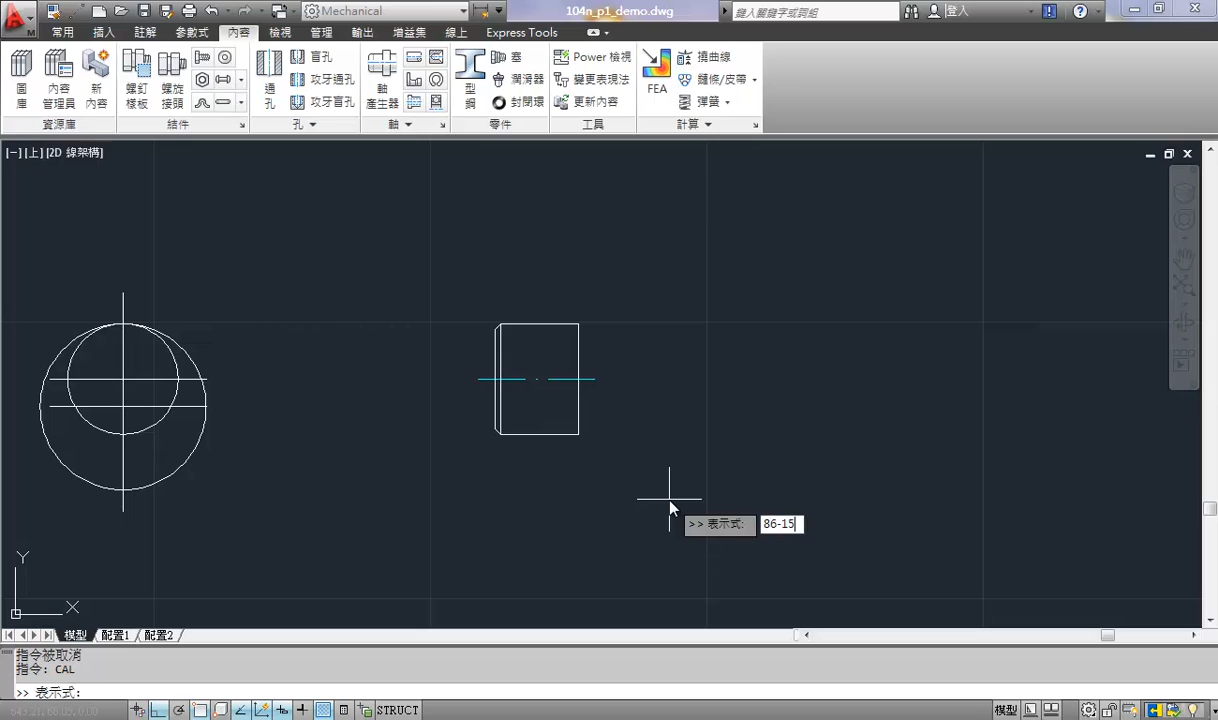 Mechanical
104n_p1_demo.dwg
鍵入關鍵字或詞組
登入
常用 插入 註解 參數式 內容 檢視 管理 輸出 增益集 線上 Express Tools
圖庫
內容管理員
新內容
資源庫
螺釘樣板
螺旋接頭
結件
通孔
盲孔
攻牙通孔
攻牙盲孔
孔
軸產生器
軸
型鋼
塞
潤滑器
封閉環
零件
Power 檢視
變更表現法
更新內容
工具
FEA
撓曲線
鏈條/皮帶
彈簧
計算
[−] [上] [2D 線架構]
>> 表示式: 86-15
Y
X
模型 配置1 配置2
指令被取消
指令: CAL
>> 表示式:
STRUCT
模型